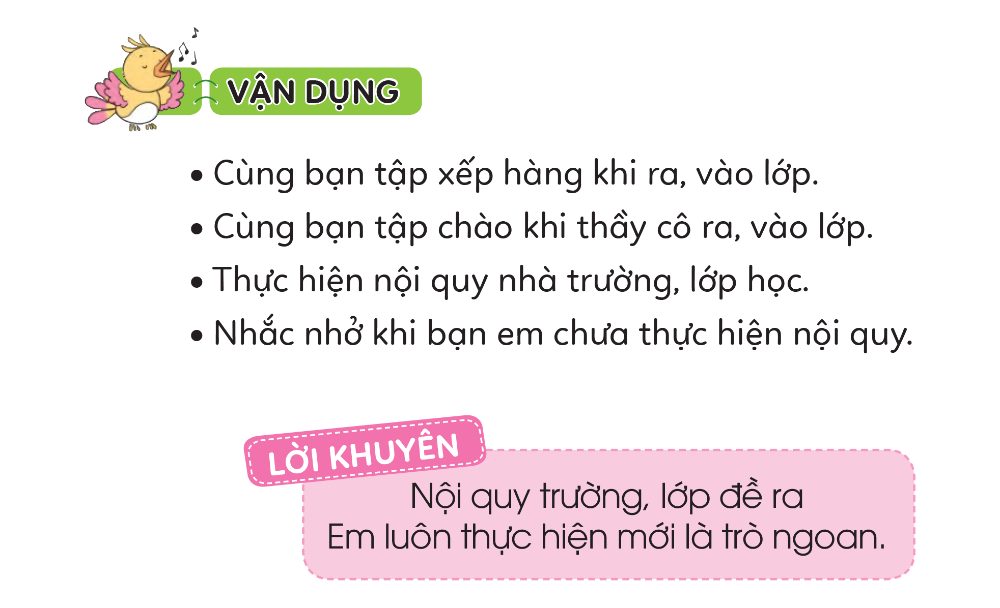 VẬN DỤNG
• Cùng bạn tập xếp hàng khi ra, vào lớp.
• Cùng bạn tập chào khi thầy cô ra, vào lớp.
• Thực hiện nội quy nhà trường, lớp học.
• Nhắc nhở khi bạn em chưa thực hiện nội quy.
LỜI KHUYÊN
Nội quy trường, lớp đề ra
Em luôn thực hiện mới là trò ngoan.